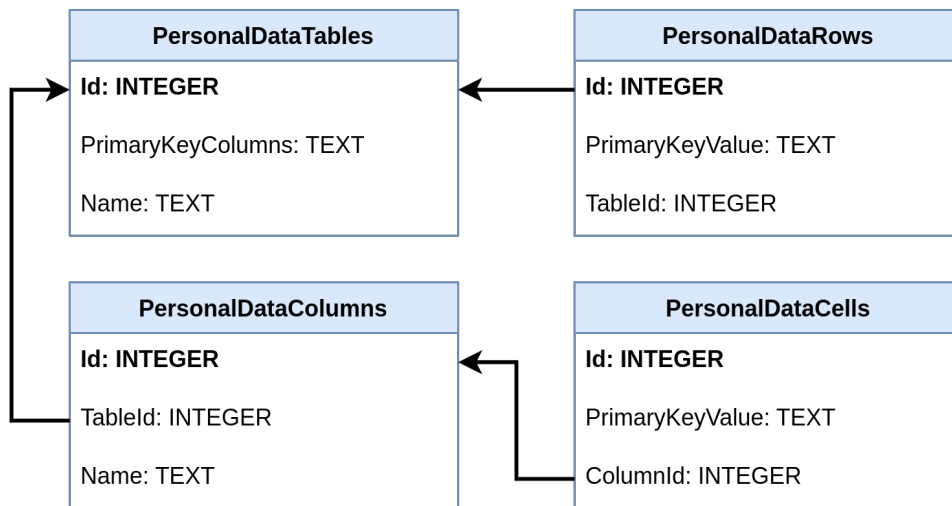 PersonalDataTables
Id: INTEGER
PrimaryKeyColumns: TEXT
Name: TEXT
PersonalDataRows
Id: INTEGER
PrimaryKeyValue: TEXT
TableId: INTEGER
PersonalDataColumns
Id: INTEGER
TableId: INTEGER
Name: TEXT
PersonalDataCells
Id: INTEGER
PrimaryKeyValue: TEXT
ColumnId: INTEGER